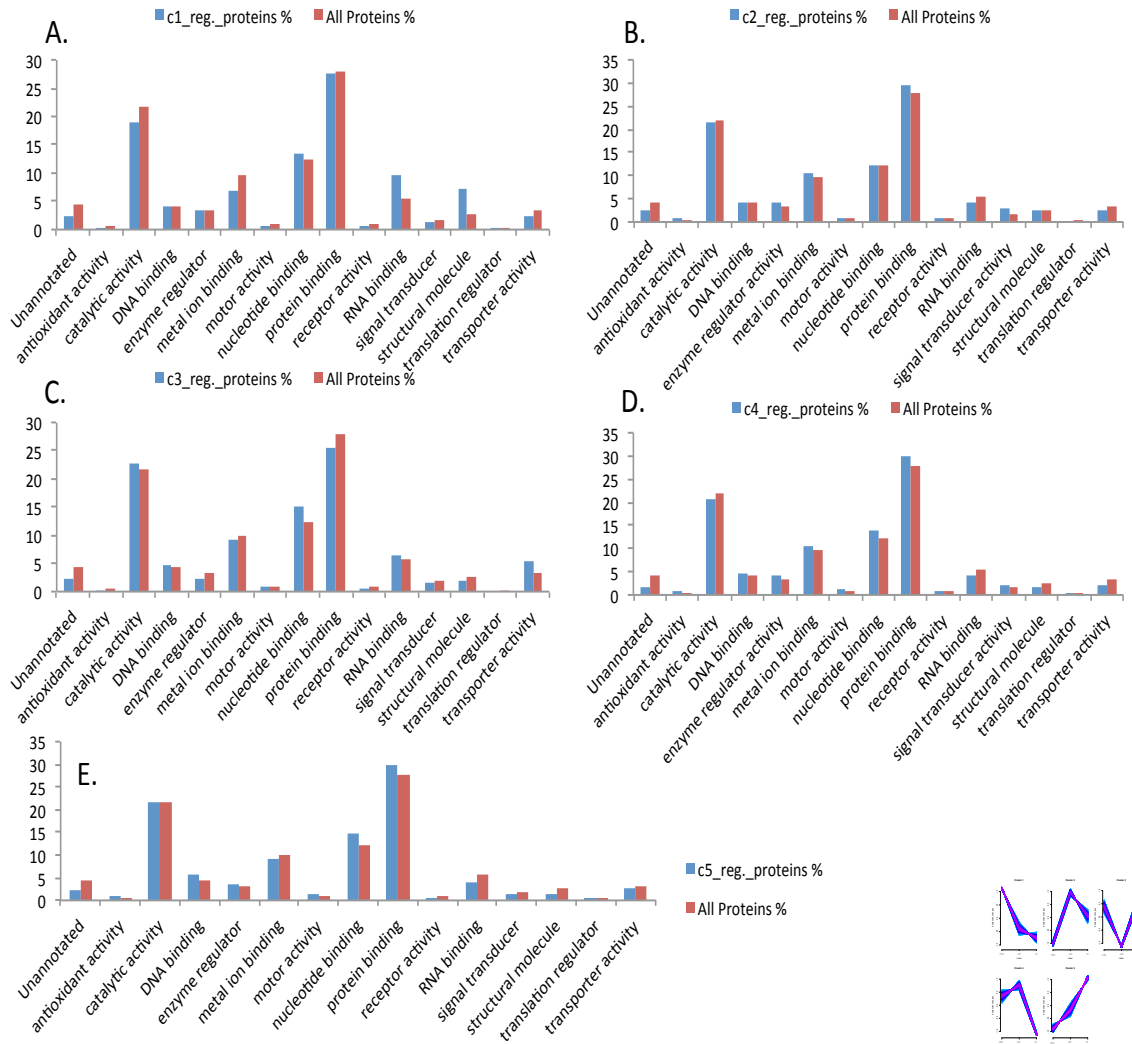 A.
c1_reg._proteins %
All Proteins %
30
25
20
15
10
5
0
Unannotated
antioxidant activity
catalytic activity
DNA binding
enzyme regulator
metal ion binding
motor activity
nucleotide binding
protein binding
receptor activity
RNA binding
signal transducer
structural molecule
translation regulator
transporter activity
B.
c2_reg._proteins %
All Proteins %
35
30
25
20
15
10
5
0
Unannotated
antioxidant activity
catalytic activity
DNA binding
enzyme regulator activity
metal ion binding
motor activity
nucleotide binding
protein binding
receptor activity
RNA binding
signal transducer activity
structural molecule
translation regulator
transporter activity
C.
c3_reg._proteins %
All Proteins %
30
25
20
15
10
5
0
Unannotated
antioxidant activity
catalytic activity
DNA binding
enzyme regulator
metal ion binding
motor activity
nucleotide binding
protein binding
receptor activity
RNA binding
signal transducer
structural molecule
translation regulator
transporter activity
D.
c4_reg._proteins %
All Proteins %
35
30
25
20
15
10
5
0
Unannotated
antioxidant activity
catalytic activity
DNA binding
enzyme regulator activity
metal ion binding
motor activity
nucleotide binding
protein binding
receptor activity
RNA binding
signal transducer activity
structural molecule
translation regulator
transporter activity
E.
35
30
25
20
15
10
5
0
Unannotated
antioxidant activity
catalytic activity
DNA binding
enzyme regulator
metal ion binding
motor activity
nucleotide binding
protein binding
receptor activity
RNA binding
signal transducer
structural molecule
translation regulator
transporter activity
c5_reg._proteins %
All Proteins %